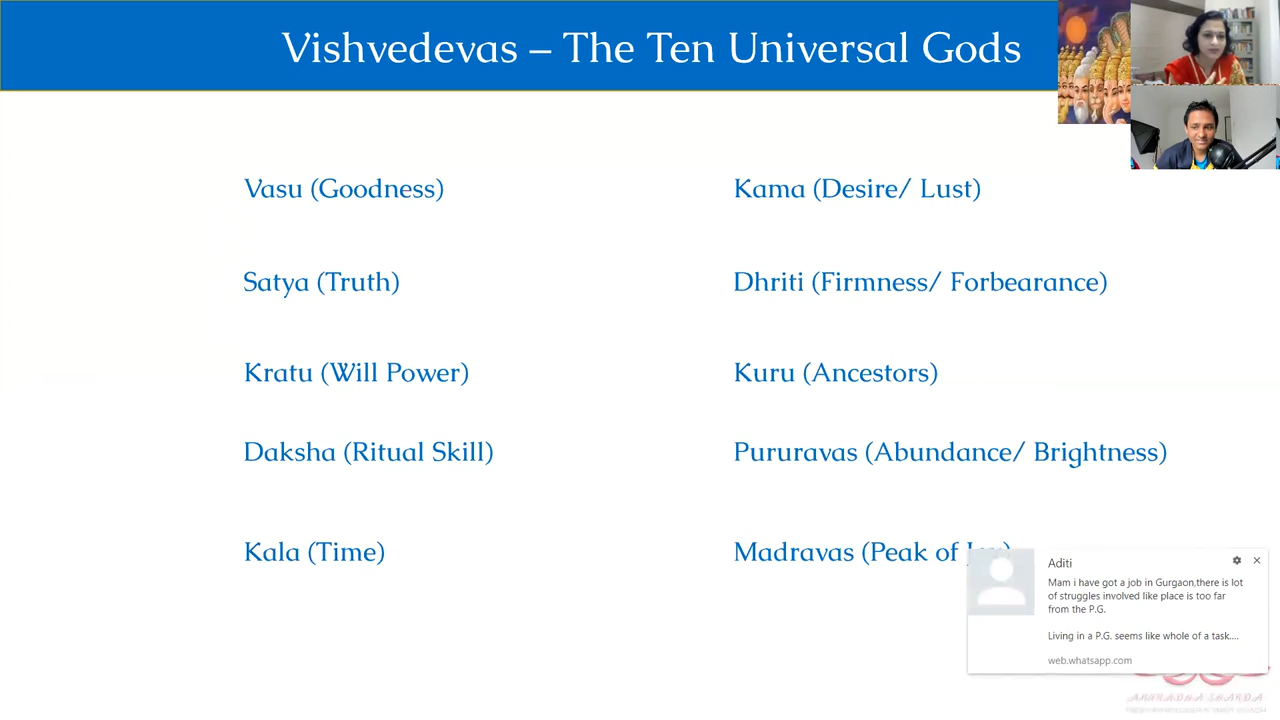 Vishvedevas – The Ten Universal Gods
Vasu (Goodness)
Kama (Desire/ Lust)
Satya (Truth)
Dhriti (Firmness/ Forbearance)
Kratu (Will Power)
Kuru (Ancestors)
Daksha (Ritual Skill)
Pururavas (Abundance/ Brightness)
Kala (Time)
Madravas (Peak of
Aditi
Mam i have got a job in Gurgaon,there is lot
of struggles involved like place is too far
from the P.G.
Living in a P.G. seems like whole of a task....
web.whatsapp.com
ANURADHA SHARDA